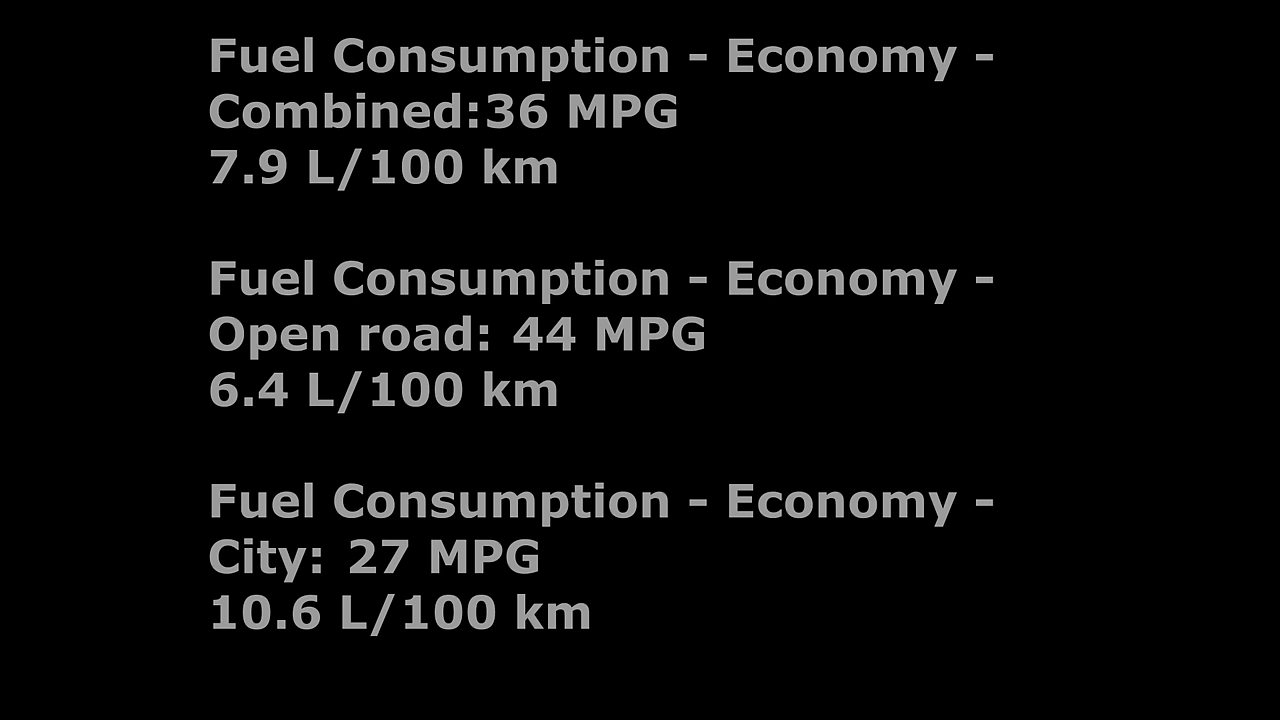 Fuel Consumption - Economy -
Combined:36 MPG
7.9 L/100 km
Fuel Consumption - Economy -
Open road: 44 MPG
6.4 L/100 km
Fuel Consumption - Economy -
City: 27 MPG
10.6 L/100 km